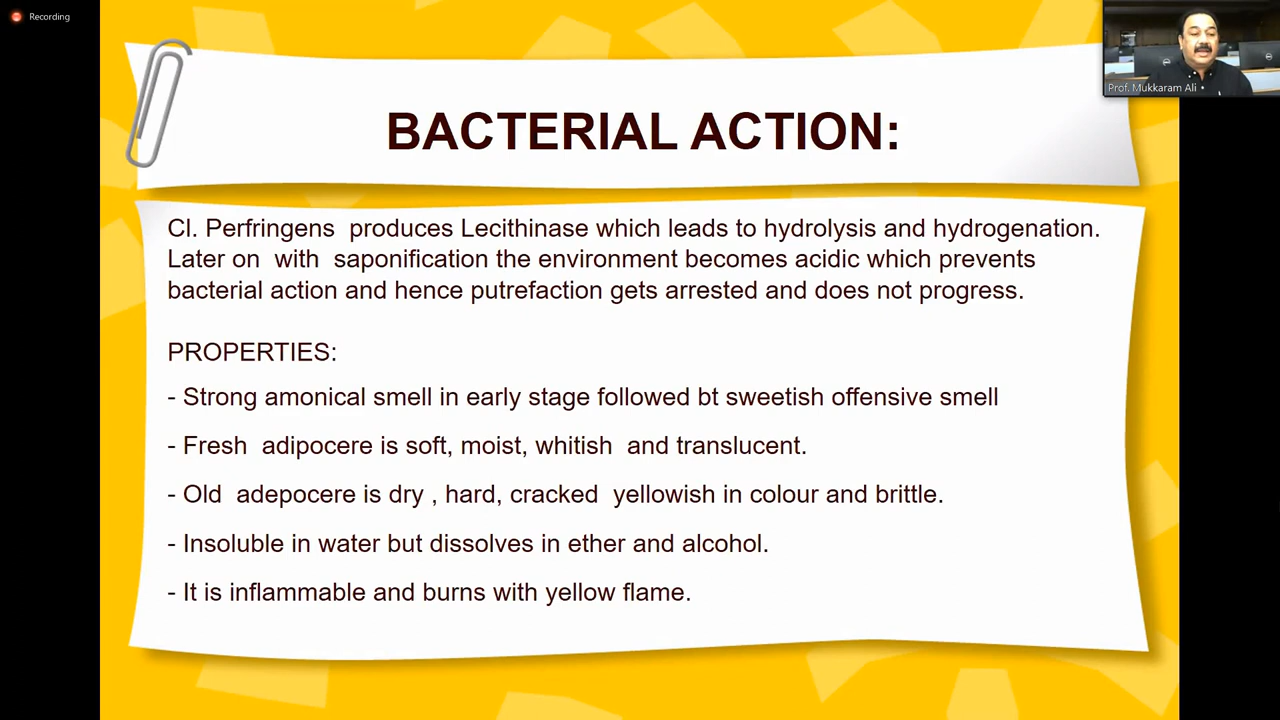 Recording
Prof. Mukkaram Ali
BACTERIAL ACTION:
Cl. Perfringens produces Lecithinase which leads to hydrolysis and hydrogenation.
Later on with saponification the environment becomes acidic which prevents
bacterial action and hence putrefaction gets arrested and does not progress.
PROPERTIES:
- Strong amonical smell in early stage followed bt sweetish offensive smell
- Fresh adipocere is soft, moist, whitish and translucent.
- Old adepocere is dry , hard, cracked yellowish in colour and brittle.
- Insoluble in water but dissolves in ether and alcohol.
- It is inflammable and burns with yellow flame.